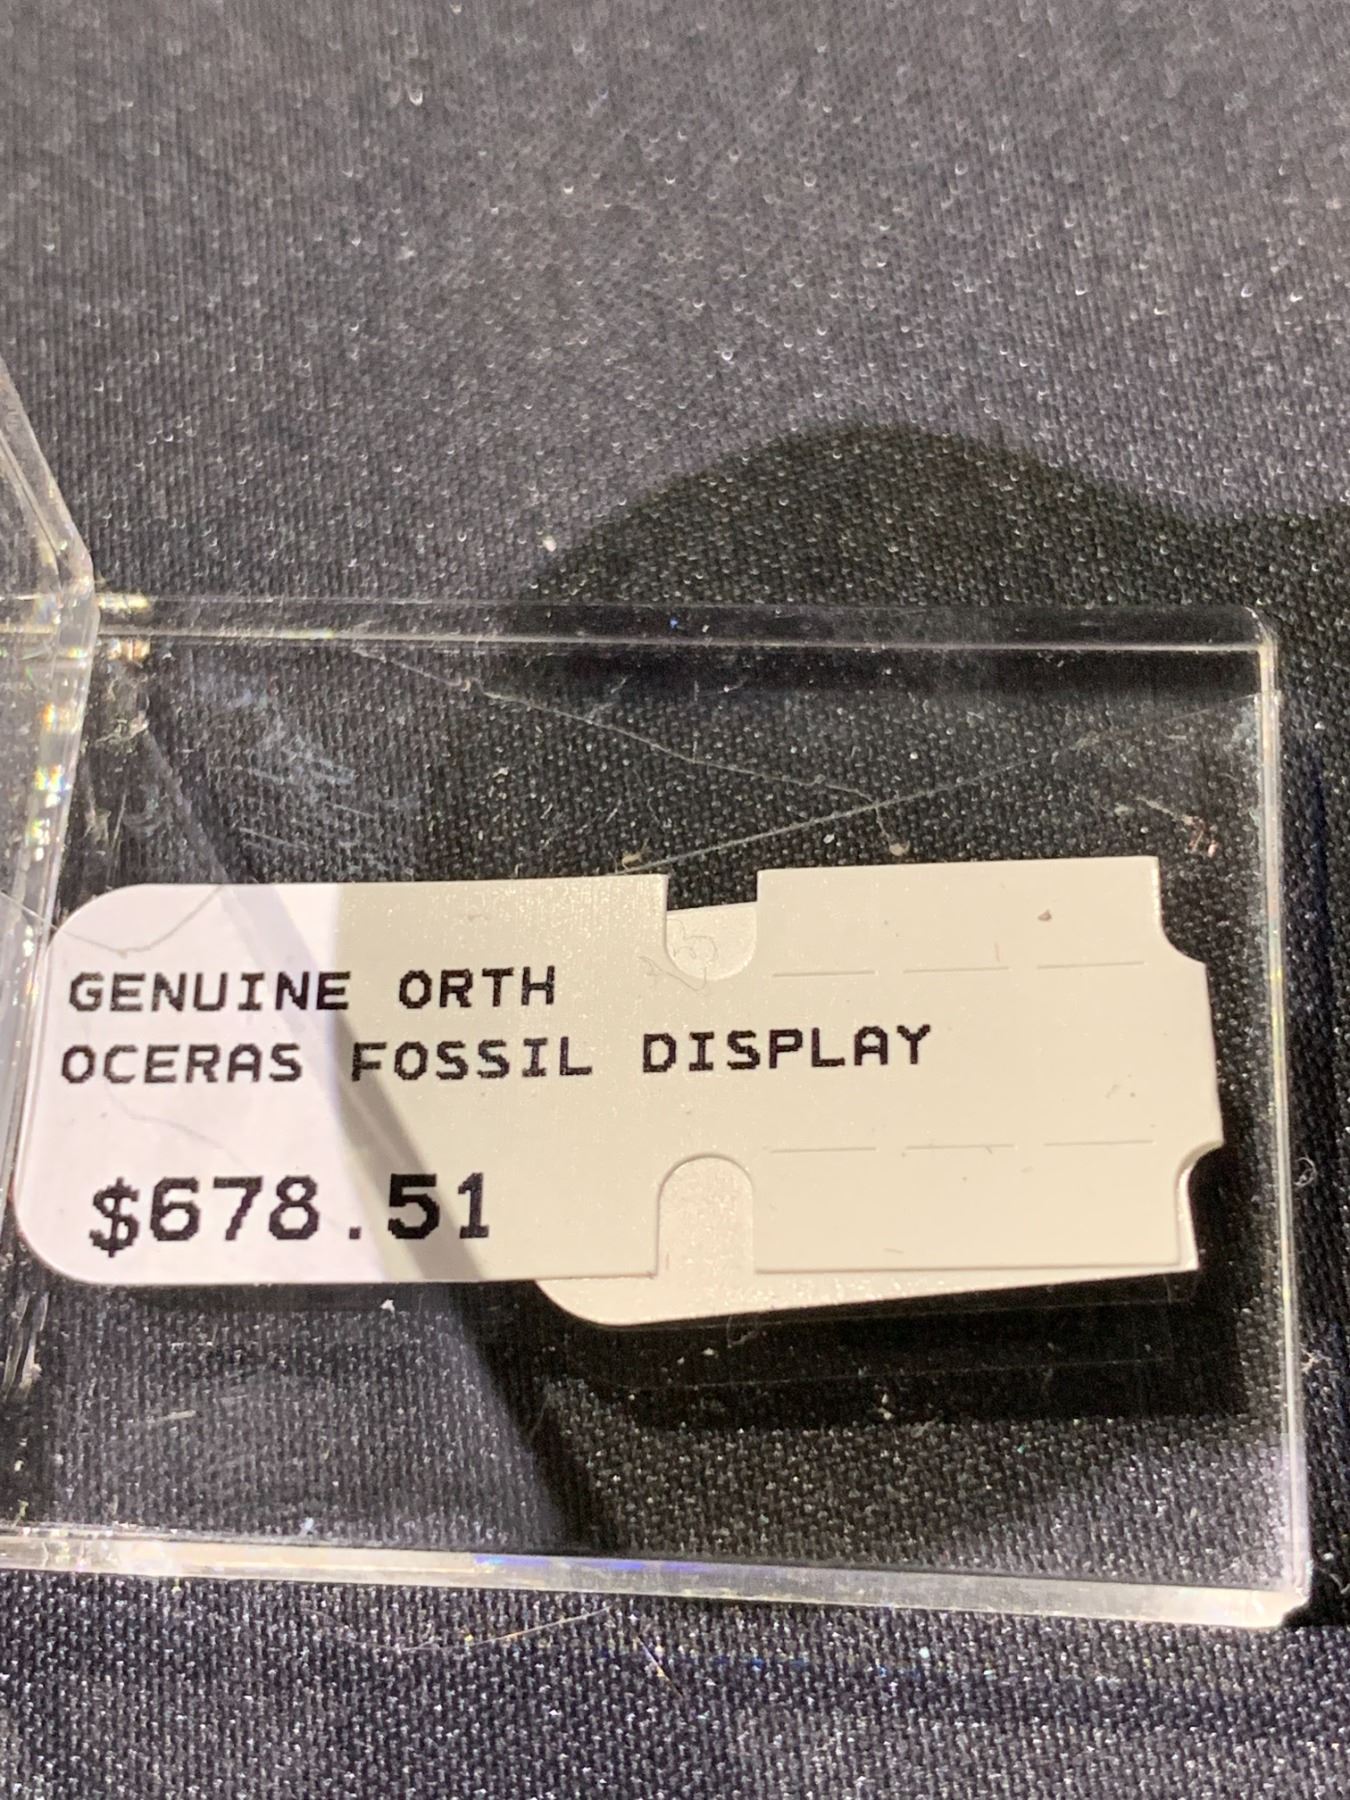 GENUINE ORTH
OCERAS FOSSIL DISPLAY
$678.51